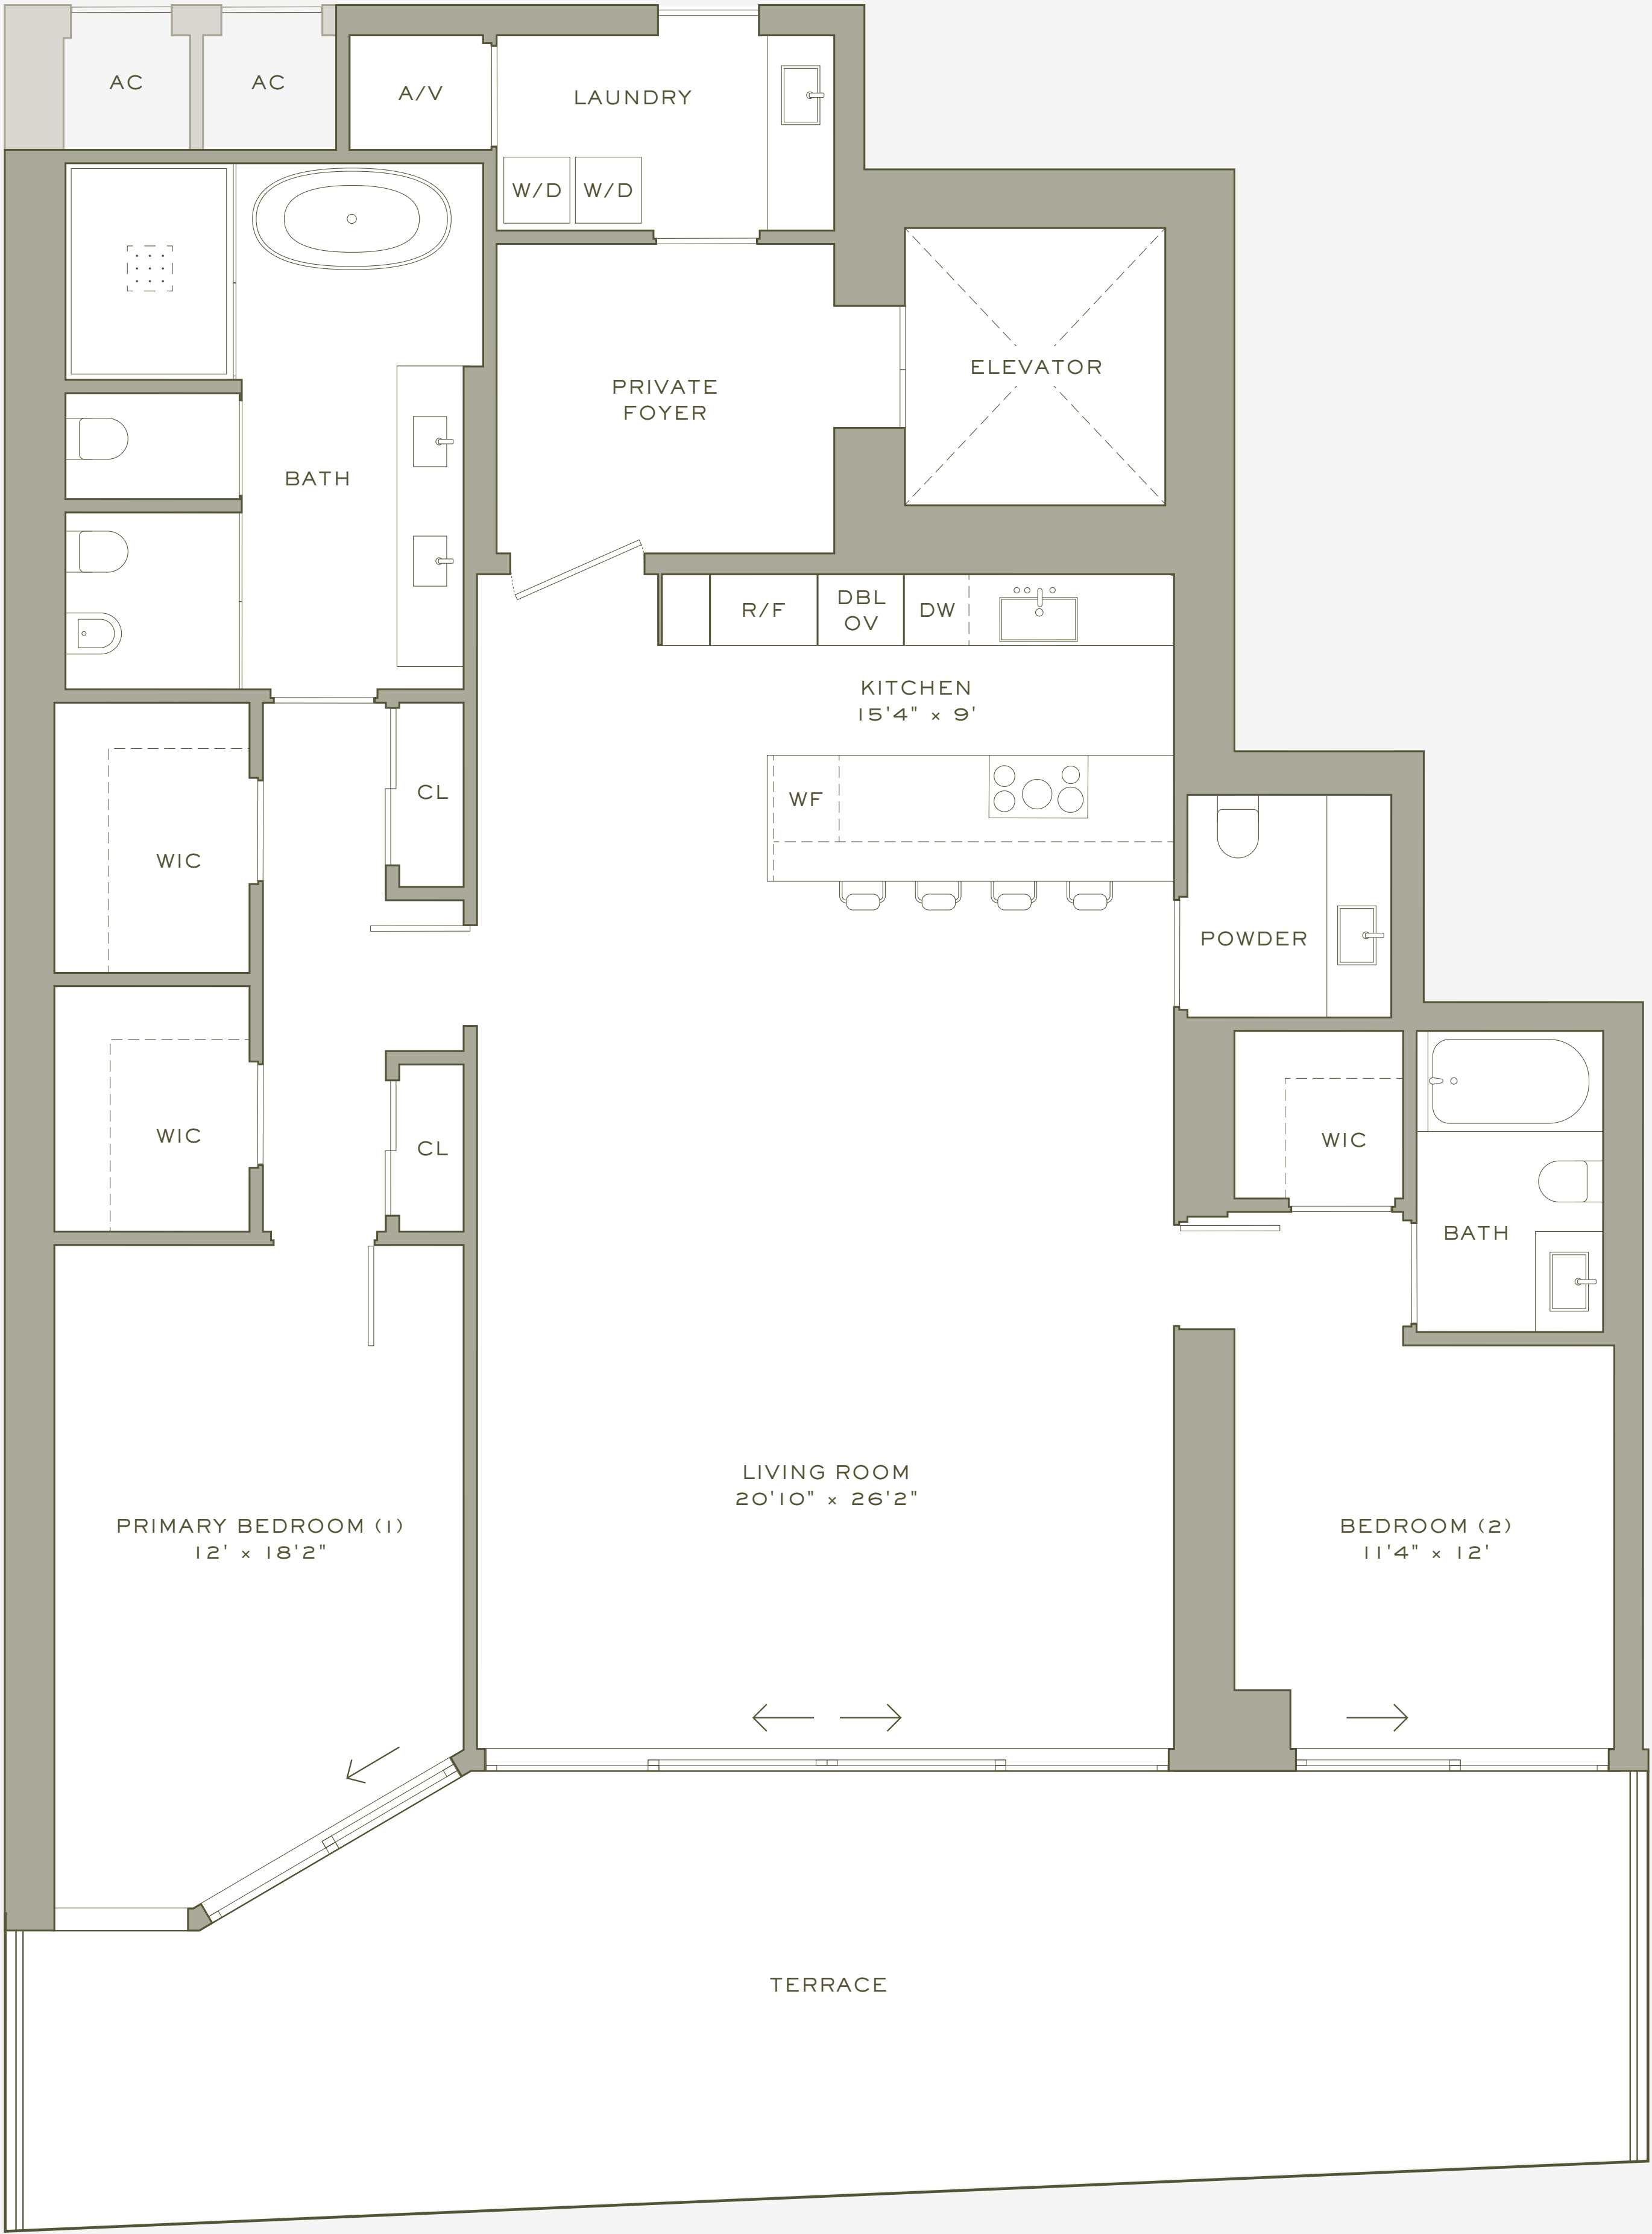 AC
AC
A/V
LAUNDRY
W/D
W/D
ELEVATOR
PRIVATE
FOYER
BATH
R/F
DBL
OV
DW
KITCHEN
15'4" × 9'
CL
WF
WIC
POWDER
WIC
CL
WIC
BATH
LIVING ROOM
20'10" × 26'2"
PRIMARY BEDROOM (1)
12' × 18'2"
BEDROOM (2)
11'4" × 12'
TERRACE